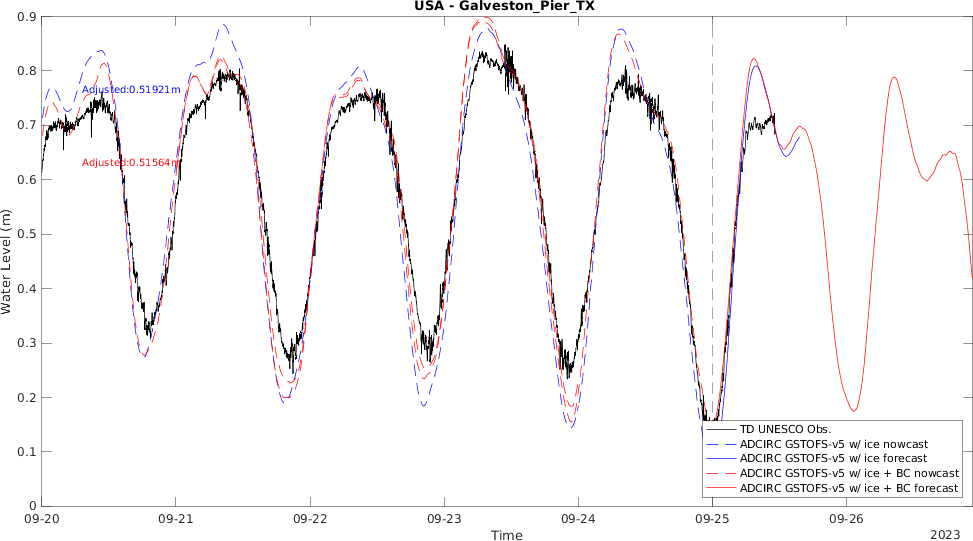 USA - Galveston_Pier_TX
0.9
0.8
0.7
0.6
0.5
0.4
0.3
0.2
0.1
0
Water Level (m)
Adjusted:0.51921m
Adjusted:0.51564m
TD UNESCO Obs.
ADCIRC GSTOFS-v5 w/ ice nowcast
ADCIRC GSTOFS-v5 w/ ice forecast
ADCIRC GSTOFS-v5 w/ ice + BC nowcast
ADCIRC GSTOFS-v5 w/ ice + BC forecast
09-20 09-21 09-22 09-23 09-24 09-25 09-26
Time
2023